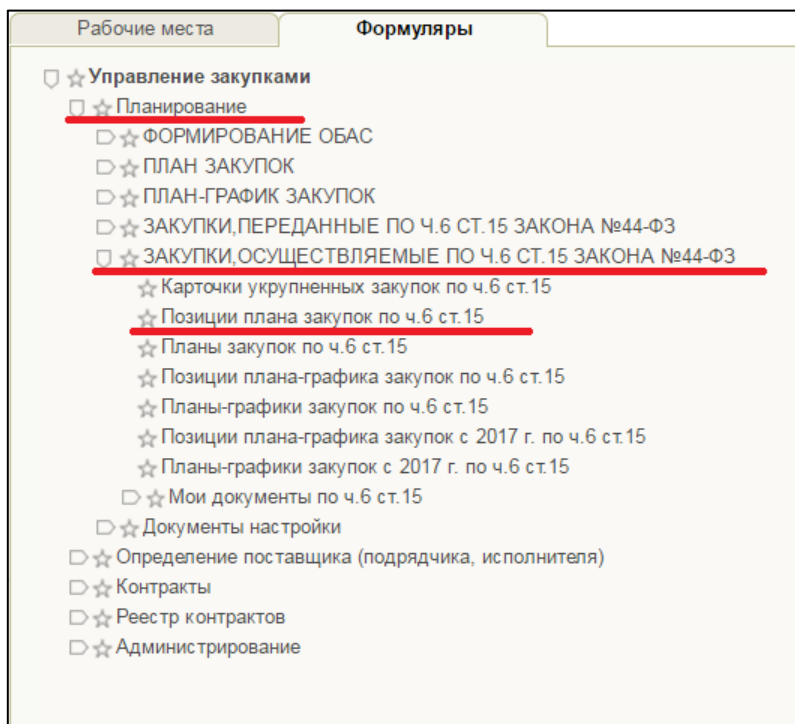 Рабочие места
Формуляры
Управление закупками
Планирование
ФОРМИРОВАНИЕ ОБАС
ПЛАН ЗАКУПОК
ПЛАН-ГРАФИК ЗАКУПОК
ЗАКУПКИ,ПЕРЕДАННЫЕ ПО Ч.6 СТ.15 ЗАКОНА №44-ФЗ
ЗАКУПКИ,ОСУЩЕСТВЛЯЕМЫЕ ПО Ч.6 СТ.15 ЗАКОНА №44-ФЗ
Карточки укрупненных закупок по ч.6 ст.15
Позиции плана закупок по ч.6 ст.15
Планы закупок по ч.6 ст.15
Позиции плана-графика закупок по ч.6 ст.15
Планы-графики закупок по ч.6 ст.15
Позиции плана-графика закупок с 2017 г. по ч.6 ст.15
Планы-графики закупок с 2017 г. по ч.6 ст.15
Мои документы по ч.6 ст.15
Документы настройки
Определение поставщика (подрядчика, исполнителя)
Контракты
Реестр контрактов
Администрирование